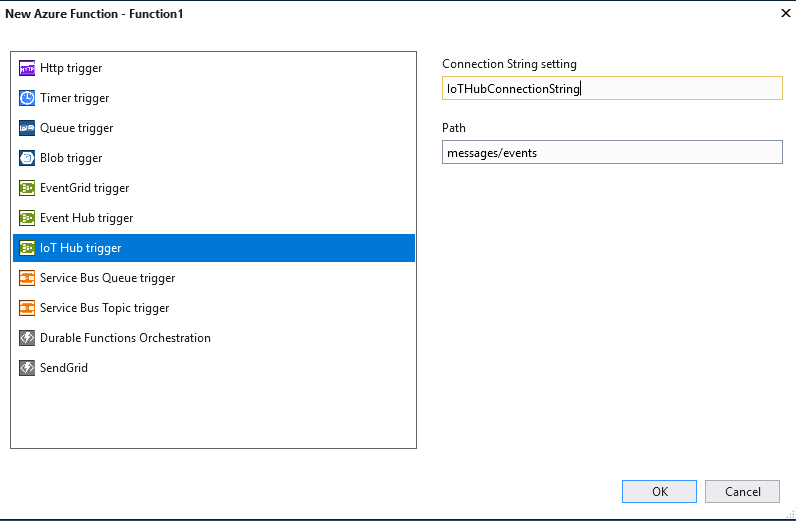 New Azure Function - Function1
Http trigger
Timer trigger
Queue trigger
Blob trigger
EventGrid trigger
Event Hub trigger
IoT Hub trigger
Service Bus Queue trigger
Service Bus Topic trigger
Durable Functions Orchestration
SendGrid
Connection String setting
IoTHubConnectionString
Path
messages/events
OK
Cancel